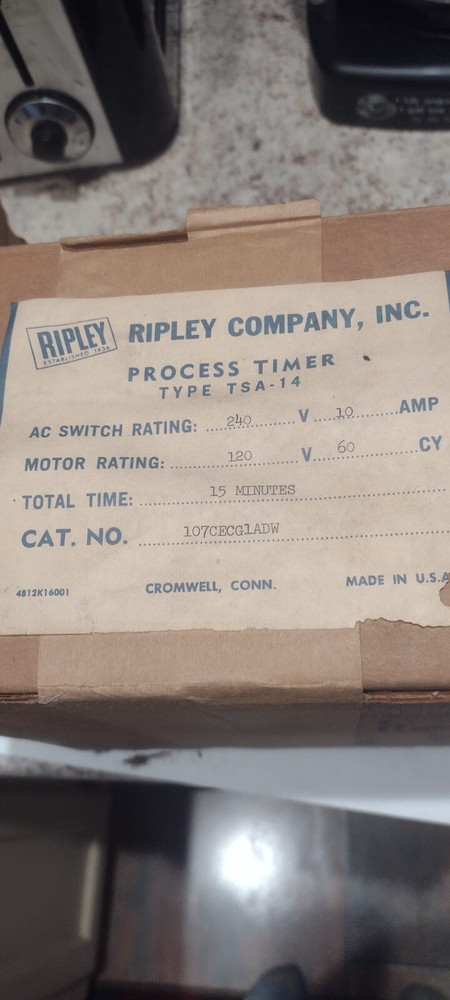 RIPLEY
ESTABLISHED 1936
RIPLEY COMPANY, INC.
PROCESS TIMER
TYPE TSA-14
AC SWITCH RATING: 240 V 10 AMP
MOTOR RATING: 120 V 60 CY
TOTAL TIME: 15 MINUTES
CAT. NO. 107CECG1ADW
4812K16001 CROMWELL, CONN. MADE IN U.S.A